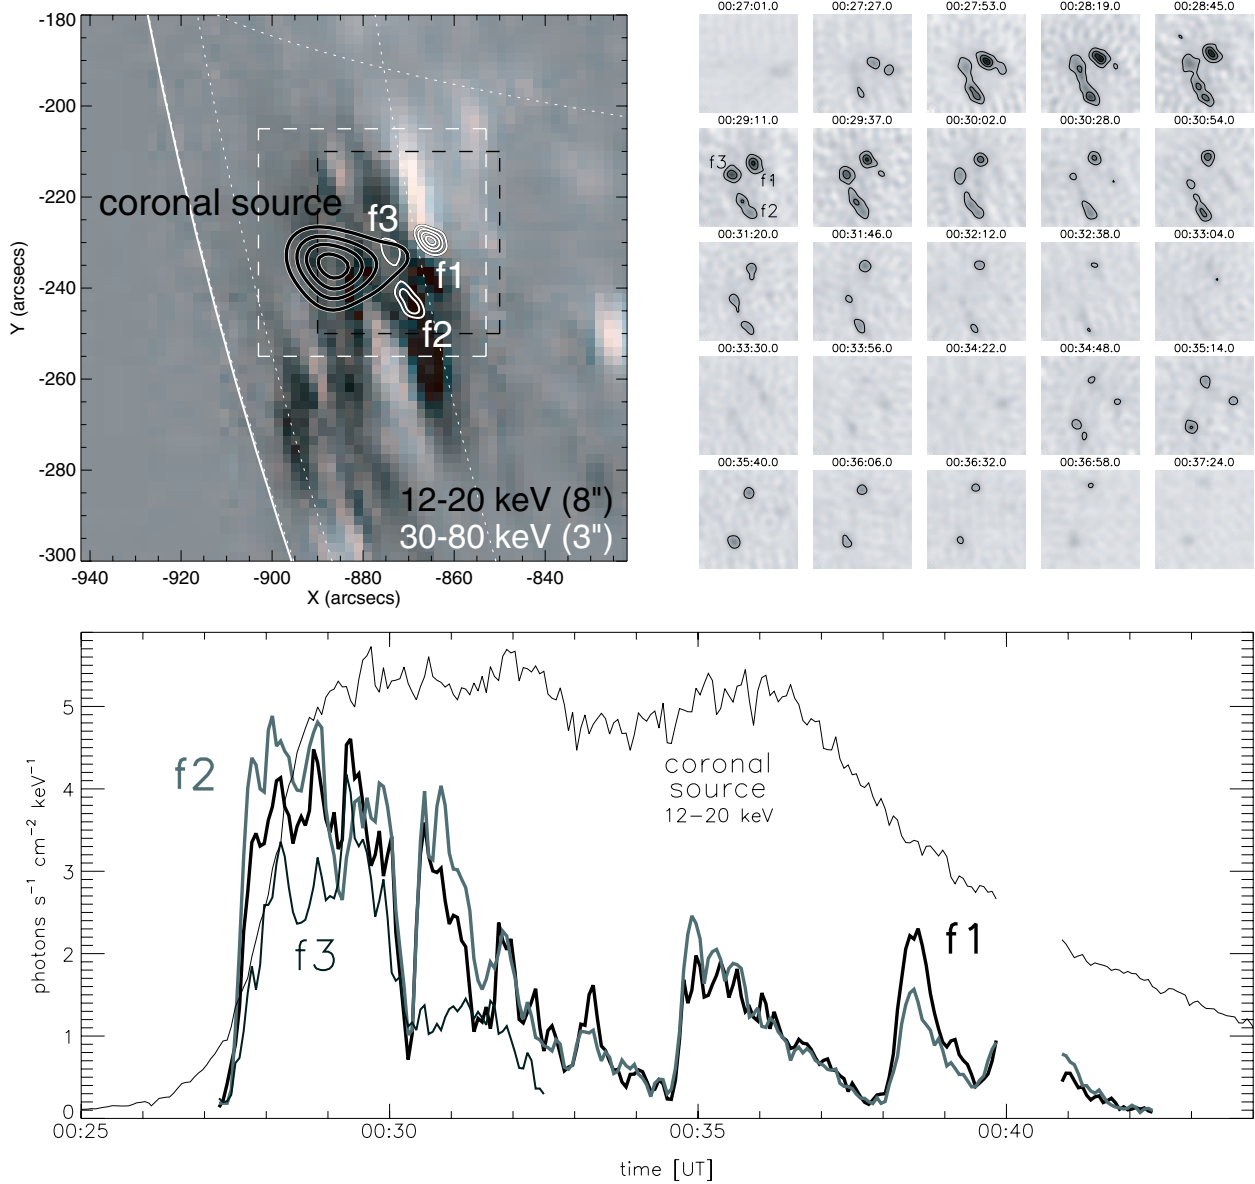 -180
-200
-220
-240
-260
-280
-300
Y (arcsecs)
coronal source
f3
f1
f2
12-20 keV (8")
30-80 keV (3")
-940
-920
-900
-880
-860
-840
X (arcsecs)
00:27:01.0
00:27:27.0
00:27:53.0
00:28:19.0
00:28:45.0
00:29:11.0
00:29:37.0
00:30:02.0
00:30:28.0
00:30:54.0
f3
f1
f2
00:31:20.0
00:31:46.0
00:32:12.0
00:32:38.0
00:33:04.0
00:33:30.0
00:33:56.0
00:34:22.0
00:34:48.0
00:35:14.0
00:35:40.0
00:36:06.0
00:36:32.0
00:36:58.0
00:37:24.0
photons s⁻¹ cm⁻² keV⁻¹
5
4
3
2
1
0
f2
f3
coronal
source
12−20 keV
f1
00:25
00:30
00:35
00:40
time [UT]